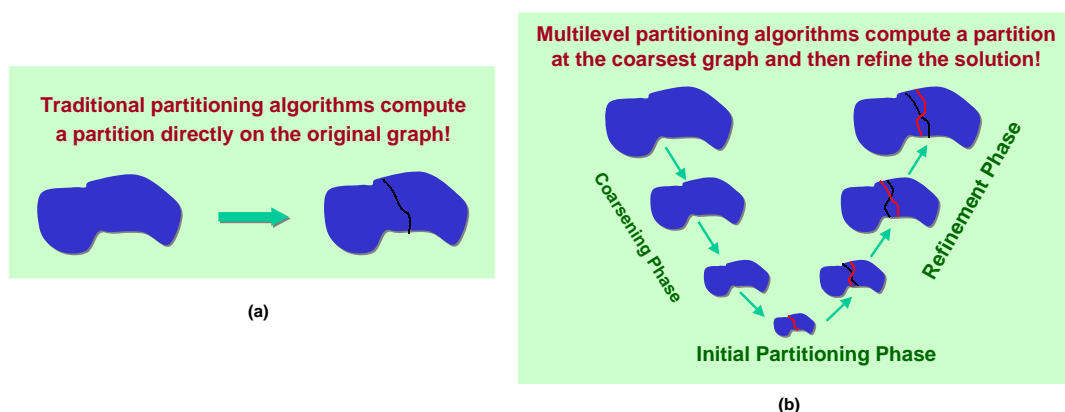 Traditional partitioning algorithms compute
a partition directly on the original graph!
(a)
Multilevel partitioning algorithms compute a partition
at the coarsest graph and then refine the solution!
Coarsening Phase
Refinement Phase
Initial Partitioning Phase
(b)